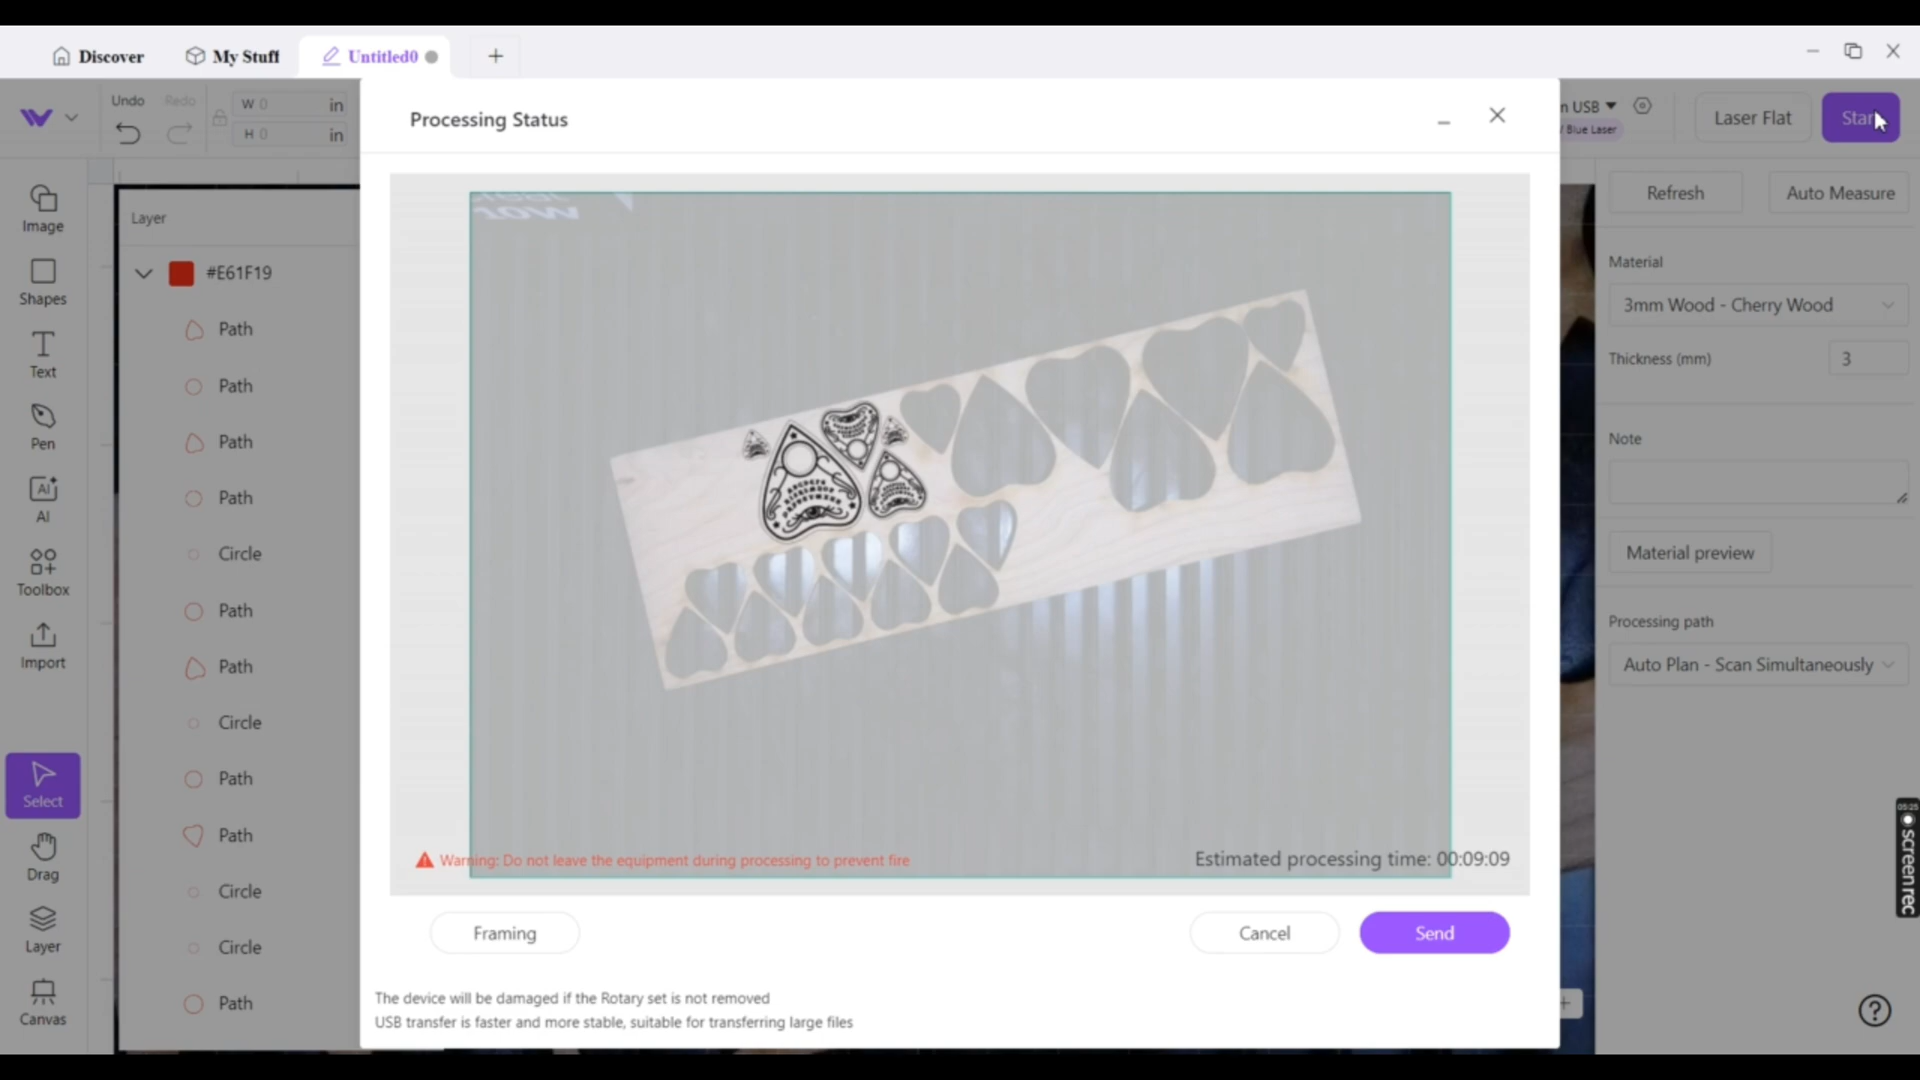 Discover
My Stuff
Untitled0
Undo
Redo
W 0 in
H 0 in
n USB
/ Blue Laser
Laser Flat
Star
Processing Status
Image
Shapes
Text
Pen
AI
AI
Toolbox
Import
Select
Drag
Layer
Canvas
Layer
#E61F19
Path
Path
Path
Path
Circle
Path
Path
Circle
Path
Path
Circle
Circle
Path
Warning: Do not leave the equipment during processing to prevent fire
Estimated processing time: 00:09:09
Framing
Cancel
Send
The device will be damaged if the Rotary set is not removed
USB transfer is faster and more stable, suitable for transferring large files
Refresh
Auto Measure
Material
3mm Wood - Cherry Wood
Thickness (mm)
3
Note
Material preview
Processing path
Auto Plan - Scan Simultaneously
05:25
screenrec